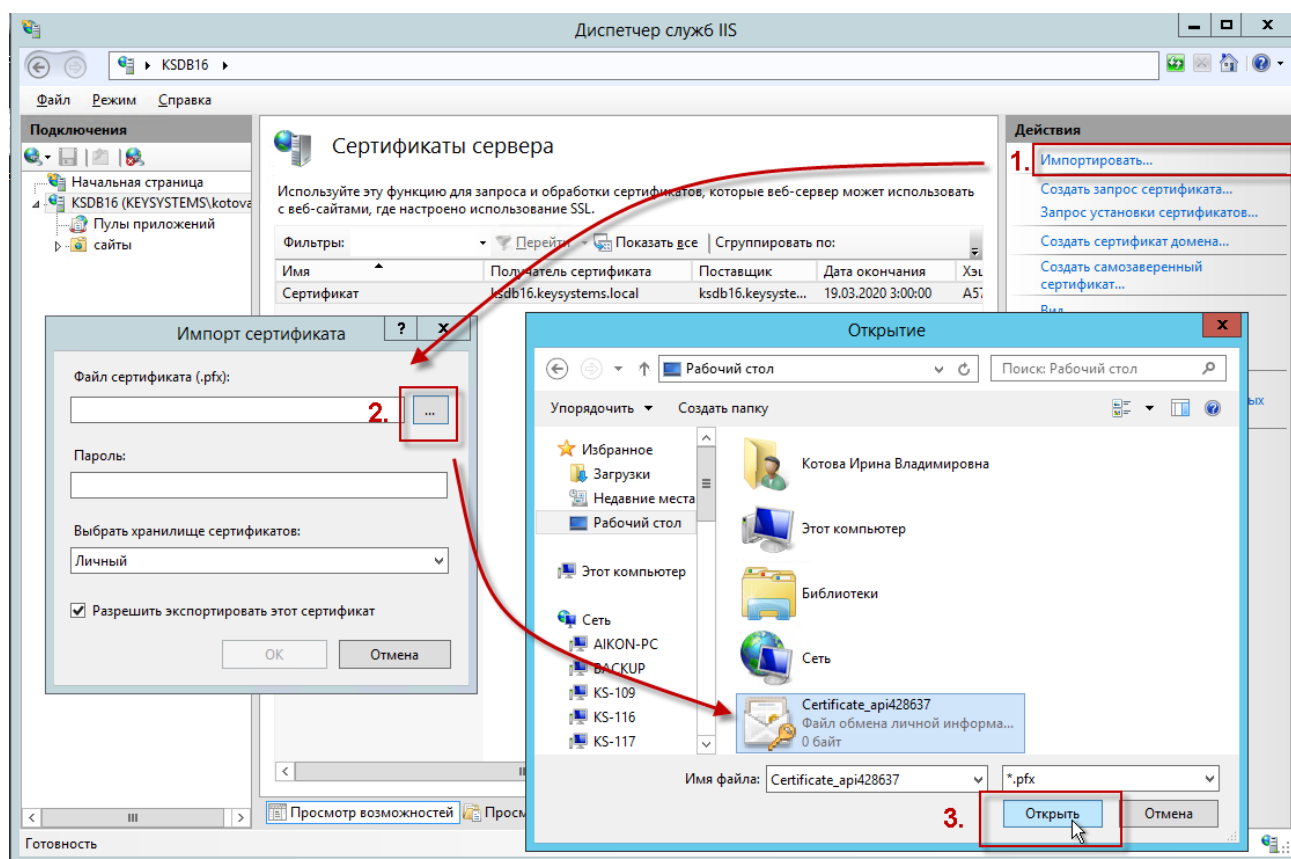 Диспетчер служб IIS
KSDB16
Файл Режим Справка
Подключения
Начальная страница
KSDB16 (KEYSYSTEMS\kotova
Пулы приложений
сайты
Сертификаты сервера
Используйте эту функцию для запроса и обработки сертификатов, которые веб-сервер может использовать
с веб-сайтами, где настроено использование SSL.
Фильтры: Перейти Показать все Сгруппировать по:
Имя Получатель сертификата Поставщик Дата окончания Хэш
Сертификат ksdb16.keysystems.local ksdb16.keysyste... 19.03.2020 3:00:00 A57
Действия
1. Импортировать...
Создать запрос сертификата...
Запрос установки сертификатов...
Создать сертификат домена...
Создать самозаверенный
сертификат...
Вид
ых
Импорт сертификата ? x
Файл сертификата (.pfx):
2. ...
Пароль:
Выбрать хранилище сертификатов:
Личный
Разрешить экспортировать этот сертификат
OK Отмена
Открытие x
Рабочий стол Поиск: Рабочий стол
Упорядочить Создать папку
Избранное
Загрузки
Недавние места
Рабочий стол
Этот компьютер
Сеть
AIKON-PC
BACKUP
KS-109
KS-116
KS-117
Котова Ирина Владимировна
Этот компьютер
Библиотеки
Сеть
Certificate_api428637
Файл обмена личной информа...
0 байт
Имя файла: Certificate_api428637 *.pfx
3. Открыть Отмена
Просмотр возможностей Просм
Готовность